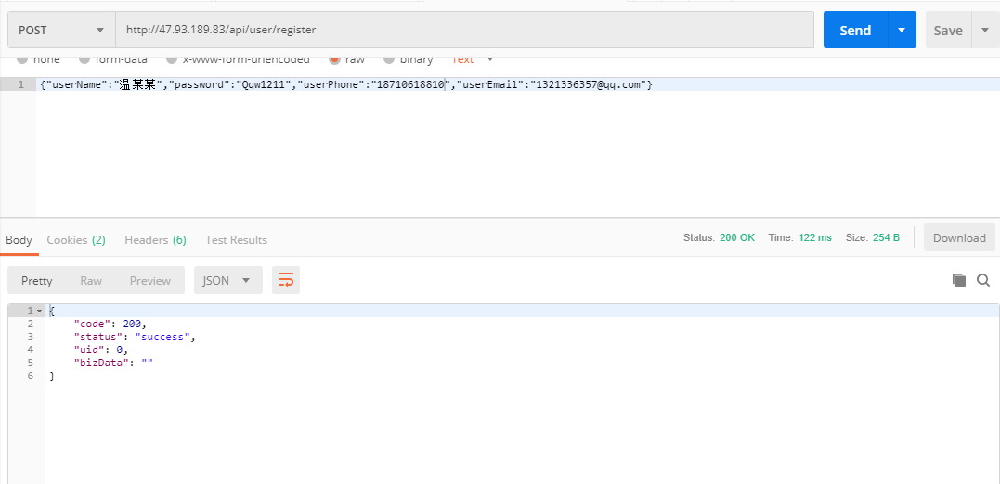 POST http://47.93.189.83/api/user/register Send Save
none form-data x-www-form-urlencoded raw binary Text
1 {"userName":"温某某","password":"Qqw1211","userPhone":"18710618810","userEmail":"1321336357@qq.com"}
Body Cookies (2) Headers (6) Test Results Status: 200 OK Time: 122 ms Size: 254 B Download
Pretty Raw Preview JSON
1 {
2 "code": 200,
3 "status": "success",
4 "uid": 0,
5 "bizData": ""
6 }